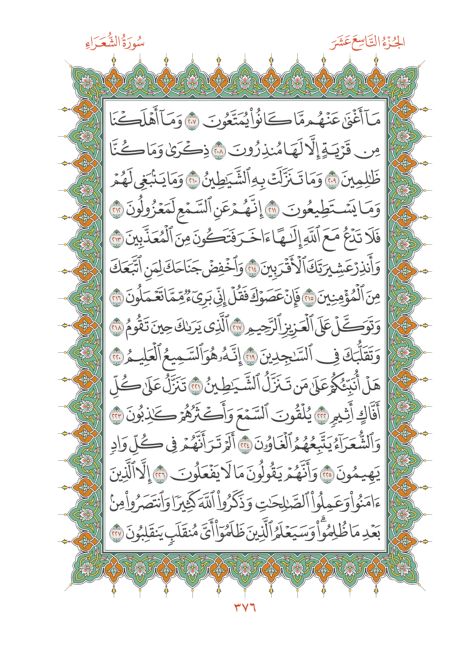 الجُزْءُ التَّاسِعَ عَشَرَ
سُورَةُ الشُّعَرَاءِ
مَآ أَغْنَىٰ عَنْهُم مَّا كَانُوا۟ يُمَتَّعُونَ ٢٠٧ وَمَآ أَهْلَكْنَا
مِن قَرْيَةٍ إِلَّا لَهَا مُنذِرُونَ ٢٠٨ ذِكْرَىٰ وَمَا كُنَّا
ظَٰلِمِينَ ٢٠٩ وَمَا تَنَزَّلَتْ بِهِ ٱلشَّيَٰطِينُ ٢١٠ وَمَا يَنۢبَغِى لَهُمْ
وَمَا يَسْتَطِيعُونَ ٢١١ إِنَّهُمْ عَنِ ٱلسَّمْعِ لَمَعْزُولُونَ ٢١٢
فَلَا تَدْعُ مَعَ ٱللَّهِ إِلَٰهًا ءَاخَرَ فَتَكُونَ مِنَ ٱلْمُعَذَّبِينَ ٢١٣
وَأَنذِرْ عَشِيرَتَكَ ٱلْأَقْرَبِينَ ٢١٤ وَٱخْفِضْ جَنَاحَكَ لِمَنِ ٱتَّبَعَكَ
مِنَ ٱلْمُؤْمِنِينَ ٢١٥ فَإِنْ عَصَوْكَ فَقُلْ إِنِّى بَرِىٓءٌ مِّمَّا تَعْمَلُونَ ٢١٦
وَتَوَكَّلْ عَلَى ٱلْعَزِيزِ ٱلرَّحِيمِ ٢١٧ ٱلَّذِى يَرَىٰكَ حِينَ تَقُومُ ٢١٨
وَتَقَلُّبَكَ فِى ٱلسَّٰجِدِينَ ٢١٩ إِنَّهُۥ هُوَ ٱلسَّمِيعُ ٱلْعَلِيمُ ٢٢٠
هَلْ أُنَبِّئُكُمْ عَلَىٰ مَن تَنَزَّلُ ٱلشَّيَٰطِينُ ٢٢١ تَنَزَّلُ عَلَىٰ كُلِّ
أَفَّاكٍ أَثِيمٍ ٢٢٢ يُلْقُونَ ٱلسَّمْعَ وَأَكْثَرُهُمْ كَٰذِبُونَ ٢٢٣
وَٱلشُّعَرَآءُ يَتَّبِعُهُمُ ٱلْغَاوُۥنَ ٢٢٤ أَلَمْ تَرَ أَنَّهُمْ فِى كُلِّ وَادٍ
يَهِيمُونَ ٢٢٥ وَأَنَّهُمْ يَقُولُونَ مَا لَا يَفْعَلُونَ ٢٢٦ إِلَّا ٱلَّذِينَ
ءَامَنُوا۟ وَعَمِلُوا۟ ٱلصَّٰلِحَٰتِ وَذَكَرُوا۟ ٱللَّهَ كَثِيرًا وَٱنتَصَرُوا۟ مِنۢ
بَعْدِ مَا ظُلِمُوا۟ ۗ وَسَيَعْلَمُ ٱلَّذِينَ ظَلَمُوٓا۟ أَىَّ مُنقَلَبٍ يَنقَلِبُونَ ٢٢٧
٣٧٦